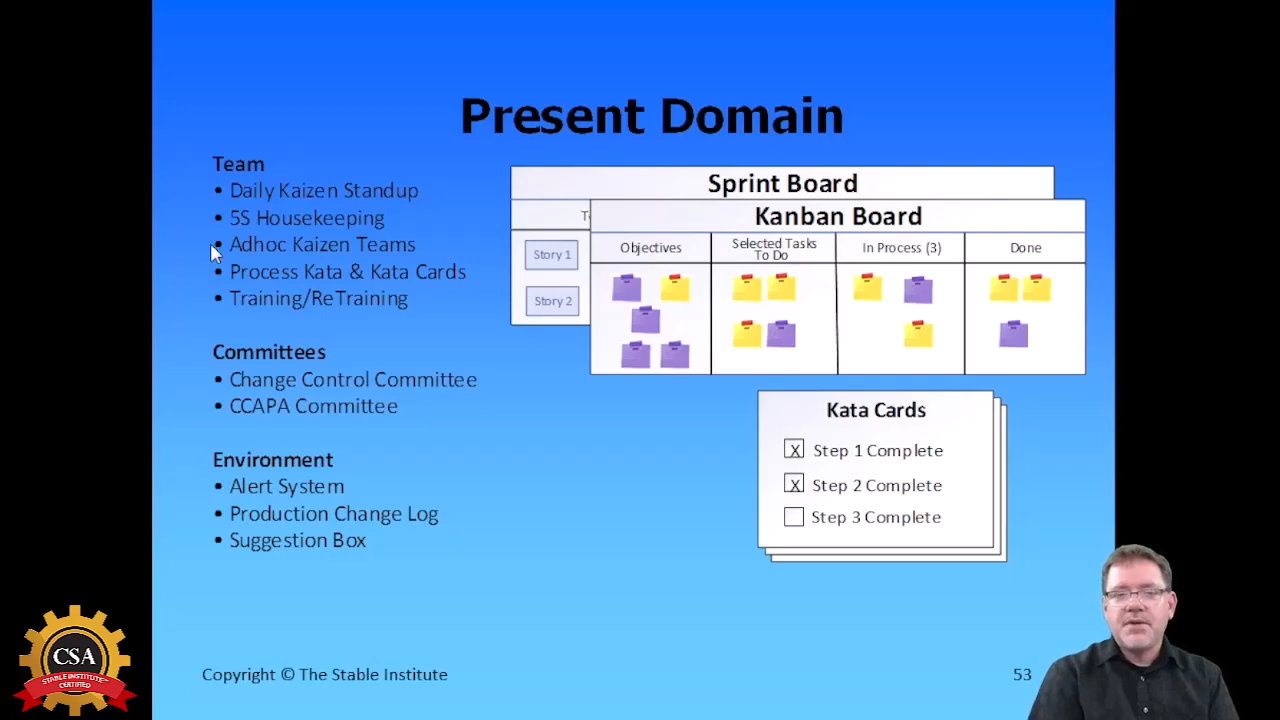 Present Domain
Team
• Daily Kaizen Standup
• 5S Housekeeping
• Adhoc Kaizen Teams
• Process Kata & Kata Cards
• Training/ReTraining
Committees
• Change Control Committee
• CCAPA Committee
Environment
• Alert System
• Production Change Log
• Suggestion Box
Sprint Board
Story 1
Story 2
Kanban Board
Objectives
Selected Tasks
To Do
In Process (3)
Done
Kata Cards
X Step 1 Complete
X Step 2 Complete
Step 3 Complete
CSA
STABLE INSTITUTE™
CERTIFIED
Copyright © The Stable Institute
53